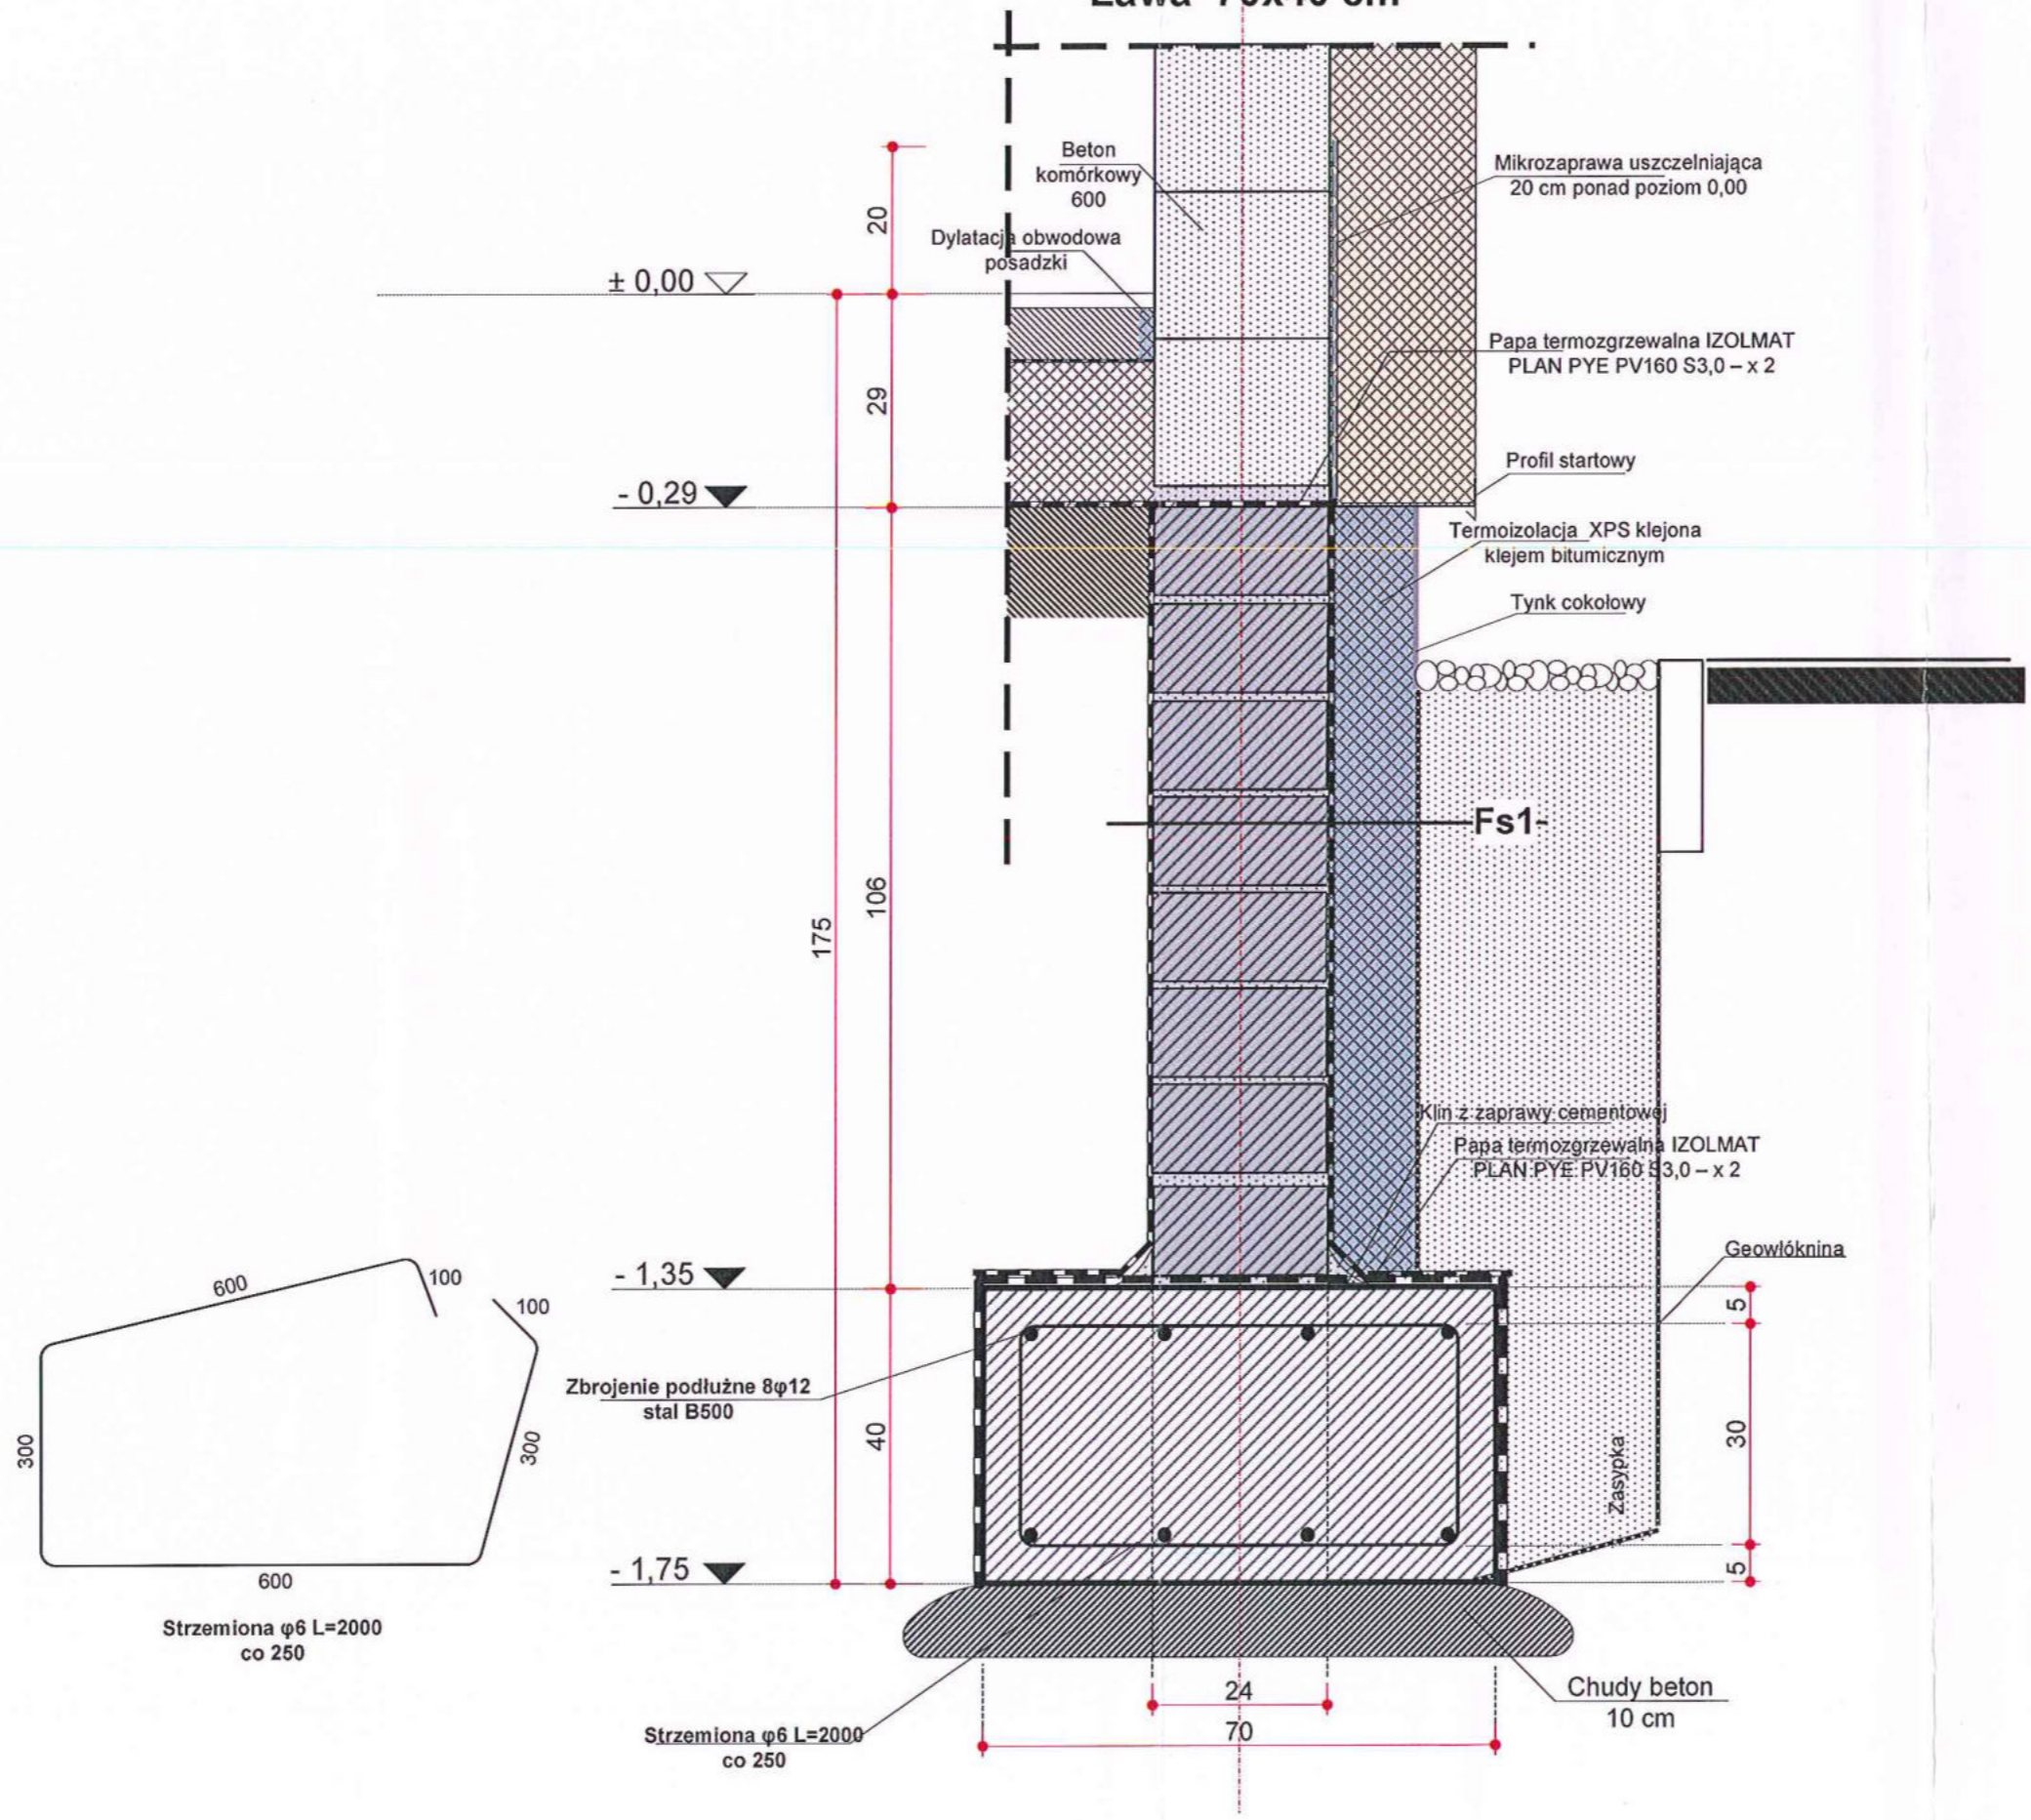 Ława 70x40 cm
Beton
komórkowy
600
Mikrozaprawa uszczelniająca
20 cm ponad poziom 0,00
20
Dylatacja obwodowa
posadzki
± 0,00
Papa termozgrzewalna IZOLMAT
PLAN PYE PV160 S3,0 – x 2
29
Profil startowy
- 0,29
Termoizolacja XPS klejona
klejem bitumicznym
Tynk cokołowy
Fs1
106
175
Klin z zaprawy cementowej
Papa termozgrzewalna IZOLMAT
PLAN PYE PV160 S3,0 – x 2
Geowłóknina
- 1,35
600
100
100
5
Zbrojenie podłużne 8φ12
stal B500
300
300
40
30
Zasypka
600
- 1,75
5
Strzemiona φ6 L=2000
co 250
24
Chudy beton
10 cm
70
Strzemiona φ6 L=2000
co 250